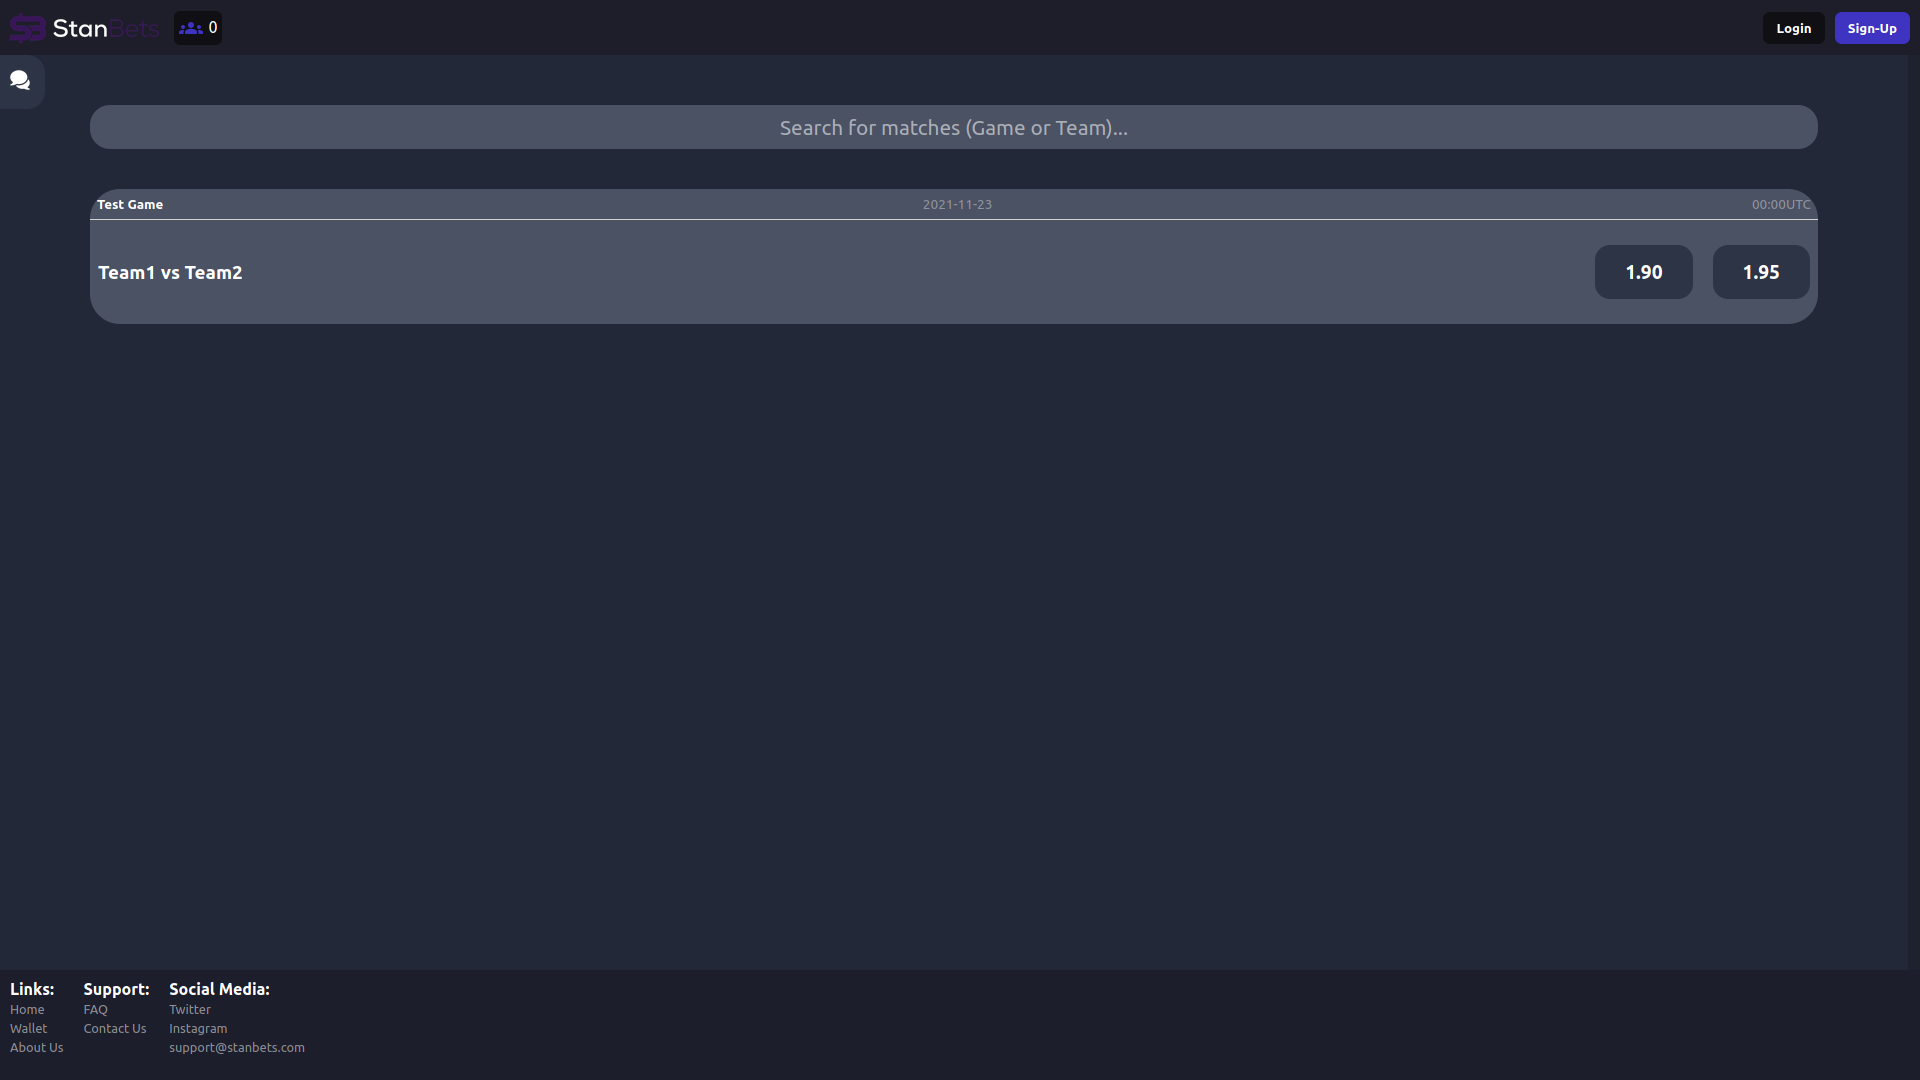 StanBets
0
Login
Sign-Up
Search for matches (Game or Team)...
Test Game
2021-11-23
00:00UTC
Team1 vs Team2
1.90
1.95
Links:
Home
Wallet
About Us
Support:
FAQ
Contact Us
Social Media:
Twitter
Instagram
support@stanbets.com